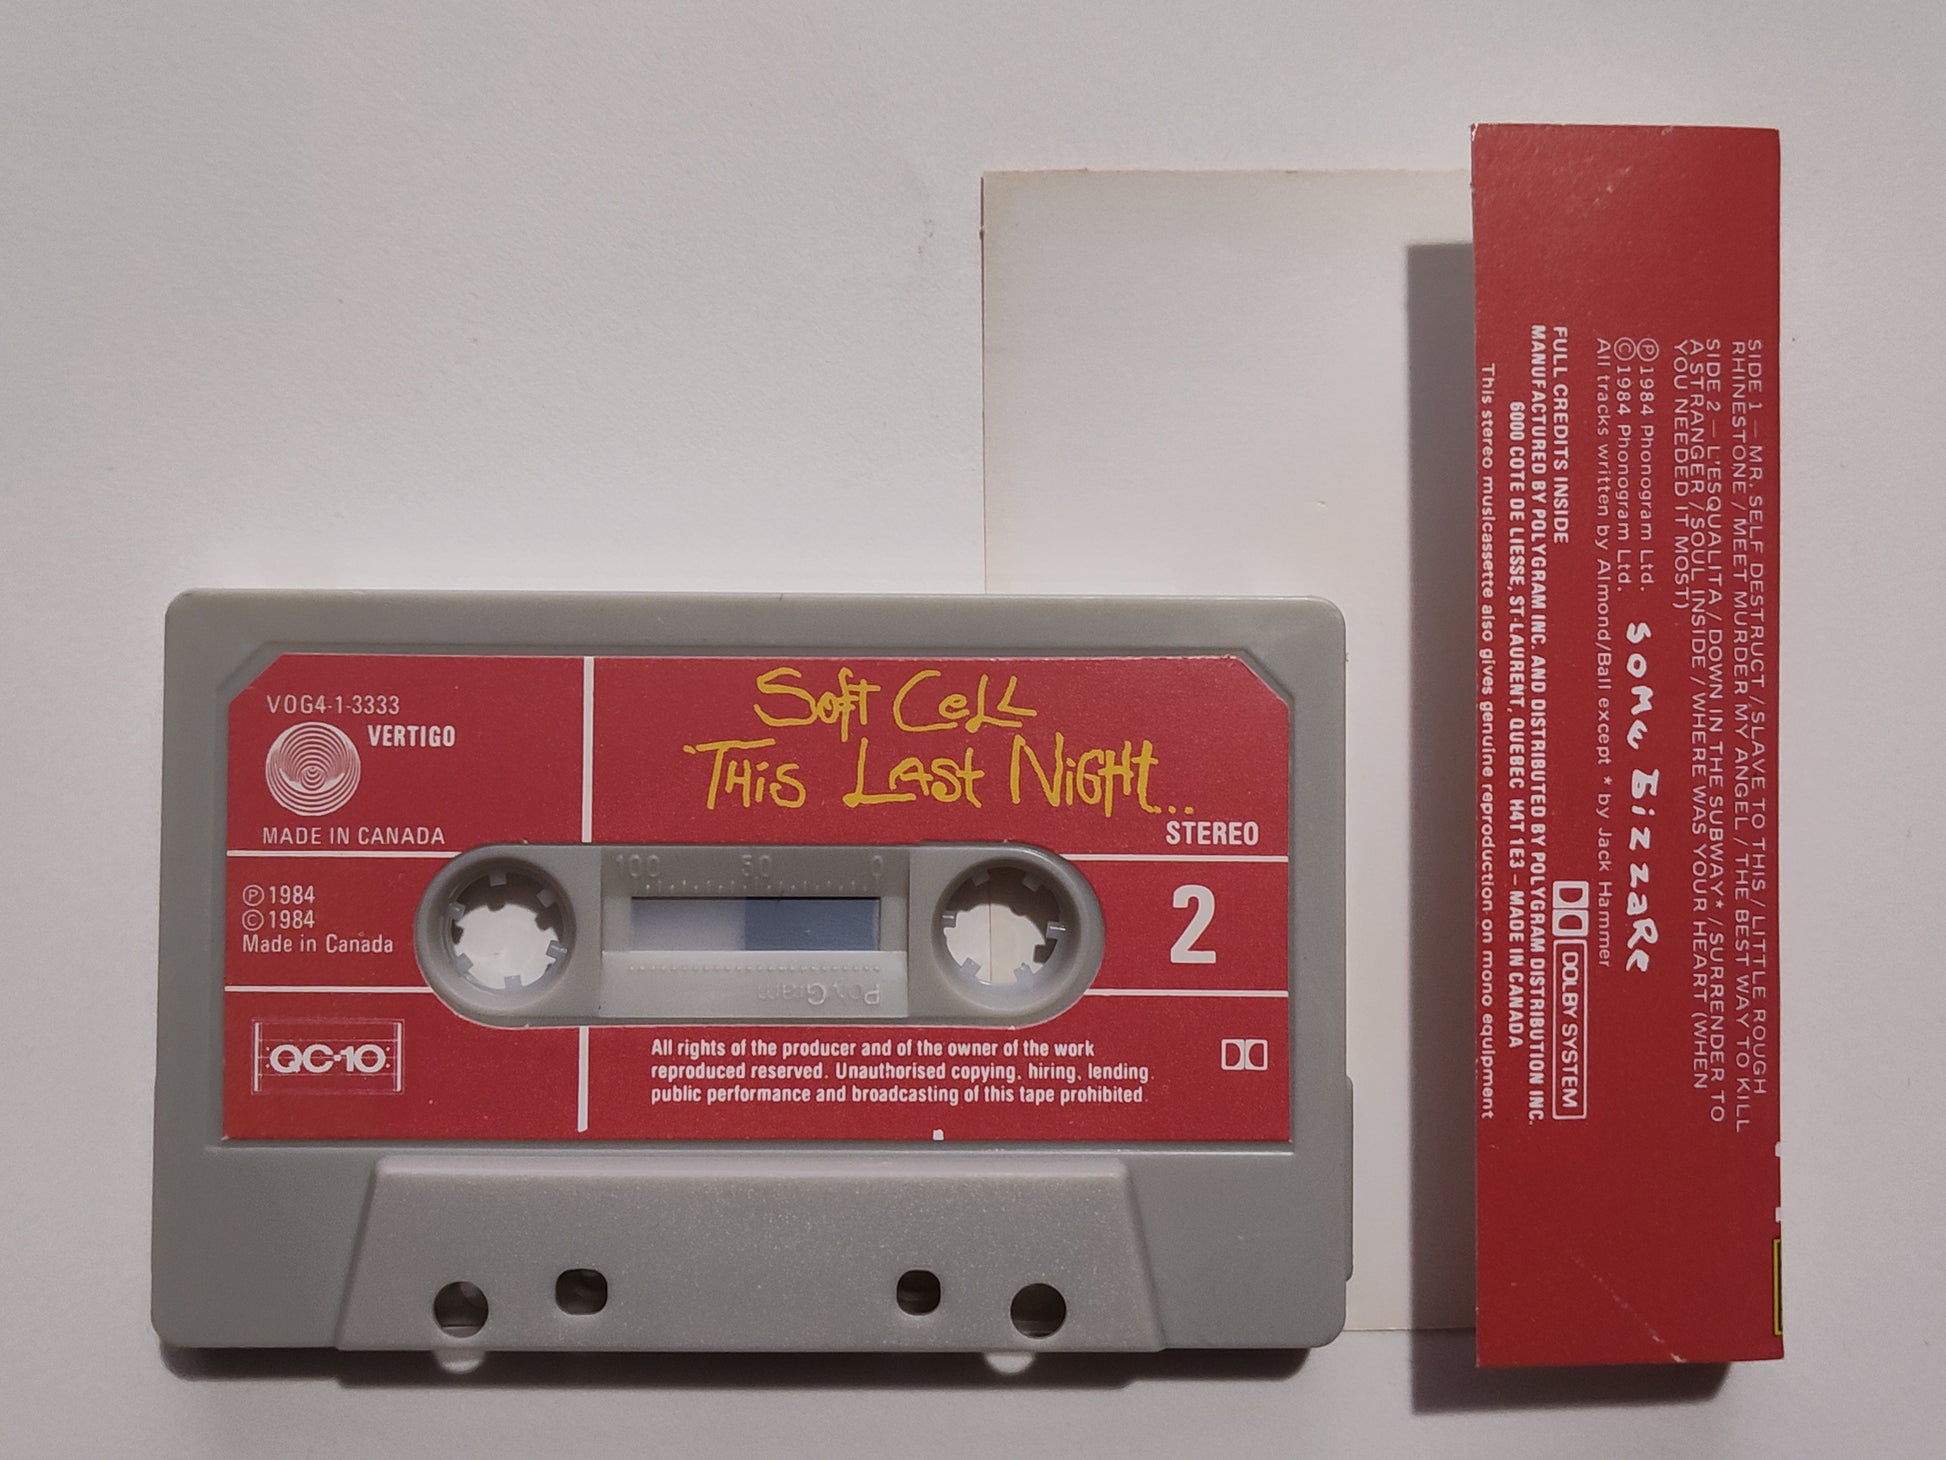 VOG4-1-3333
VERTIGO
MADE IN CANADA
Soft Cell
This Last Night...
STEREO
℗1984
©1984
Made in Canada
100 50 0
PolyGram
2
QC·10
All rights of the producer and of the owner of the work
reproduced reserved. Unauthorised copying, hiring, lending,
public performance and broadcasting of this tape prohibited.
SIDE 1 — MR. SELF DESTRUCT / SLAVE TO THIS / LITTLE ROUGH
RHINESTONE / MEET MURDER MY ANGEL / THE BEST WAY TO KILL
SIDE 2 — L'ESQUALITA / DOWN IN THE SUBWAY* / SURRENDER TO
A STRANGER / SOUL INSIDE / WHERE WAS YOUR HEART (WHEN
YOU NEEDED IT MOST)
℗1984 Phonogram Ltd.
©1984 Phonogram Ltd.
SOME BIZZARE
All tracks written by Almond/Ball except * by Jack Hammer
DOLBY SYSTEM
FULL CREDITS INSIDE
MANUFACTURED BY POLYGRAM INC. AND DISTRIBUTED BY POLYGRAM DISTRIBUTION INC.
6000 COTE DE LIESSE, ST-LAURENT, QUEBEC H4T 1E3 – MADE IN CANADA
This stereo musicassette also gives genuine reproduction on mono equipment